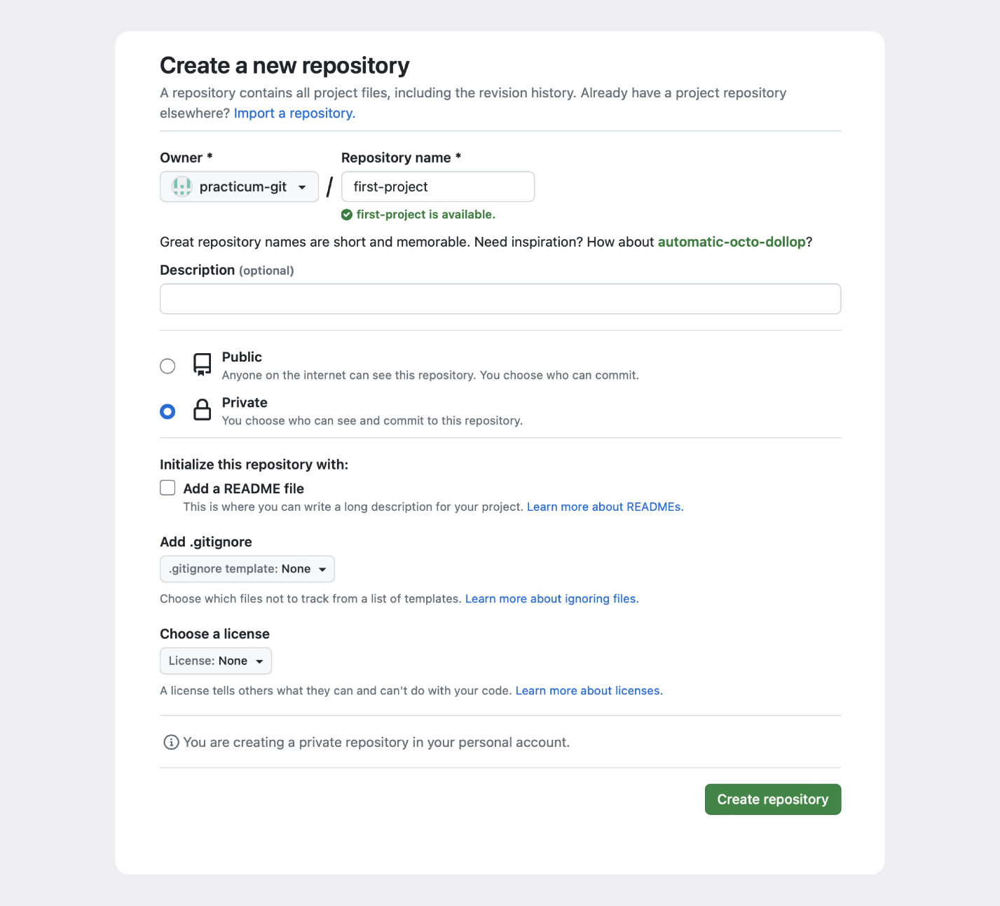 Create a new repository
A repository contains all project files, including the revision history. Already have a project repository
elsewhere? Import a repository.
Owner *
Repository name *
practicum-git
/
first-project
first-project is available.
Great repository names are short and memorable. Need inspiration? How about automatic-octo-dollop?
Description (optional)
Public
Anyone on the internet can see this repository. You choose who can commit.
Private
You choose who can see and commit to this repository.
Initialize this repository with:
Add a README file
This is where you can write a long description for your project. Learn more about READMEs.
Add .gitignore
.gitignore template: None
Choose which files not to track from a list of templates. Learn more about ignoring files.
Choose a license
License: None
A license tells others what they can and can't do with your code. Learn more about licenses.
You are creating a private repository in your personal account.
Create repository